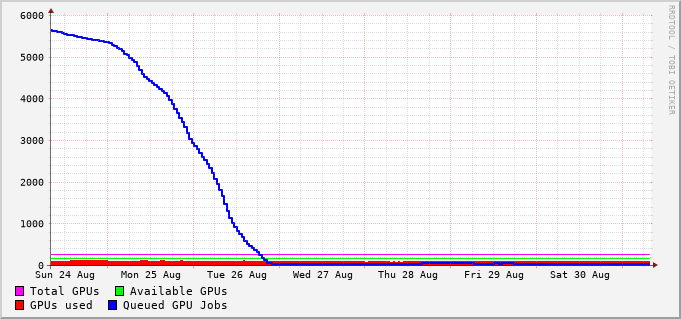 6000
5000
4000
3000
2000
1000
0
Sun 24 Aug Mon 25 Aug Tue 26 Aug Wed 27 Aug Thu 28 Aug Fri 29 Aug Sat 30 Aug
Total GPUs Available GPUs
GPUs used Queued GPU Jobs
RRDTOOL / TOBI OETIKER